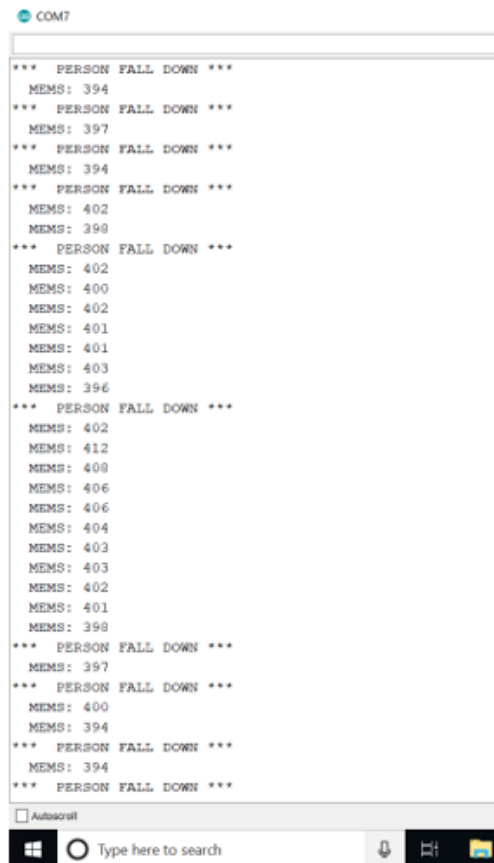 COM7
*** PERSON FALL DOWN ***
MEMS: 394
*** PERSON FALL DOWN ***
MEMS: 397
*** PERSON FALL DOWN ***
MEMS: 394
*** PERSON FALL DOWN ***
MEMS: 402
MEMS: 398
*** PERSON FALL DOWN ***
MEMS: 402
MEMS: 400
MEMS: 402
MEMS: 401
MEMS: 401
MEMS: 403
MEMS: 396
*** PERSON FALL DOWN ***
MEMS: 402
MEMS: 412
MEMS: 408
MEMS: 406
MEMS: 406
MEMS: 404
MEMS: 403
MEMS: 403
MEMS: 402
MEMS: 401
MEMS: 398
*** PERSON FALL DOWN ***
MEMS: 397
*** PERSON FALL DOWN ***
MEMS: 400
MEMS: 394
*** PERSON FALL DOWN ***
MEMS: 394
*** PERSON FALL DOWN ***
Autoscroll
Type here to search